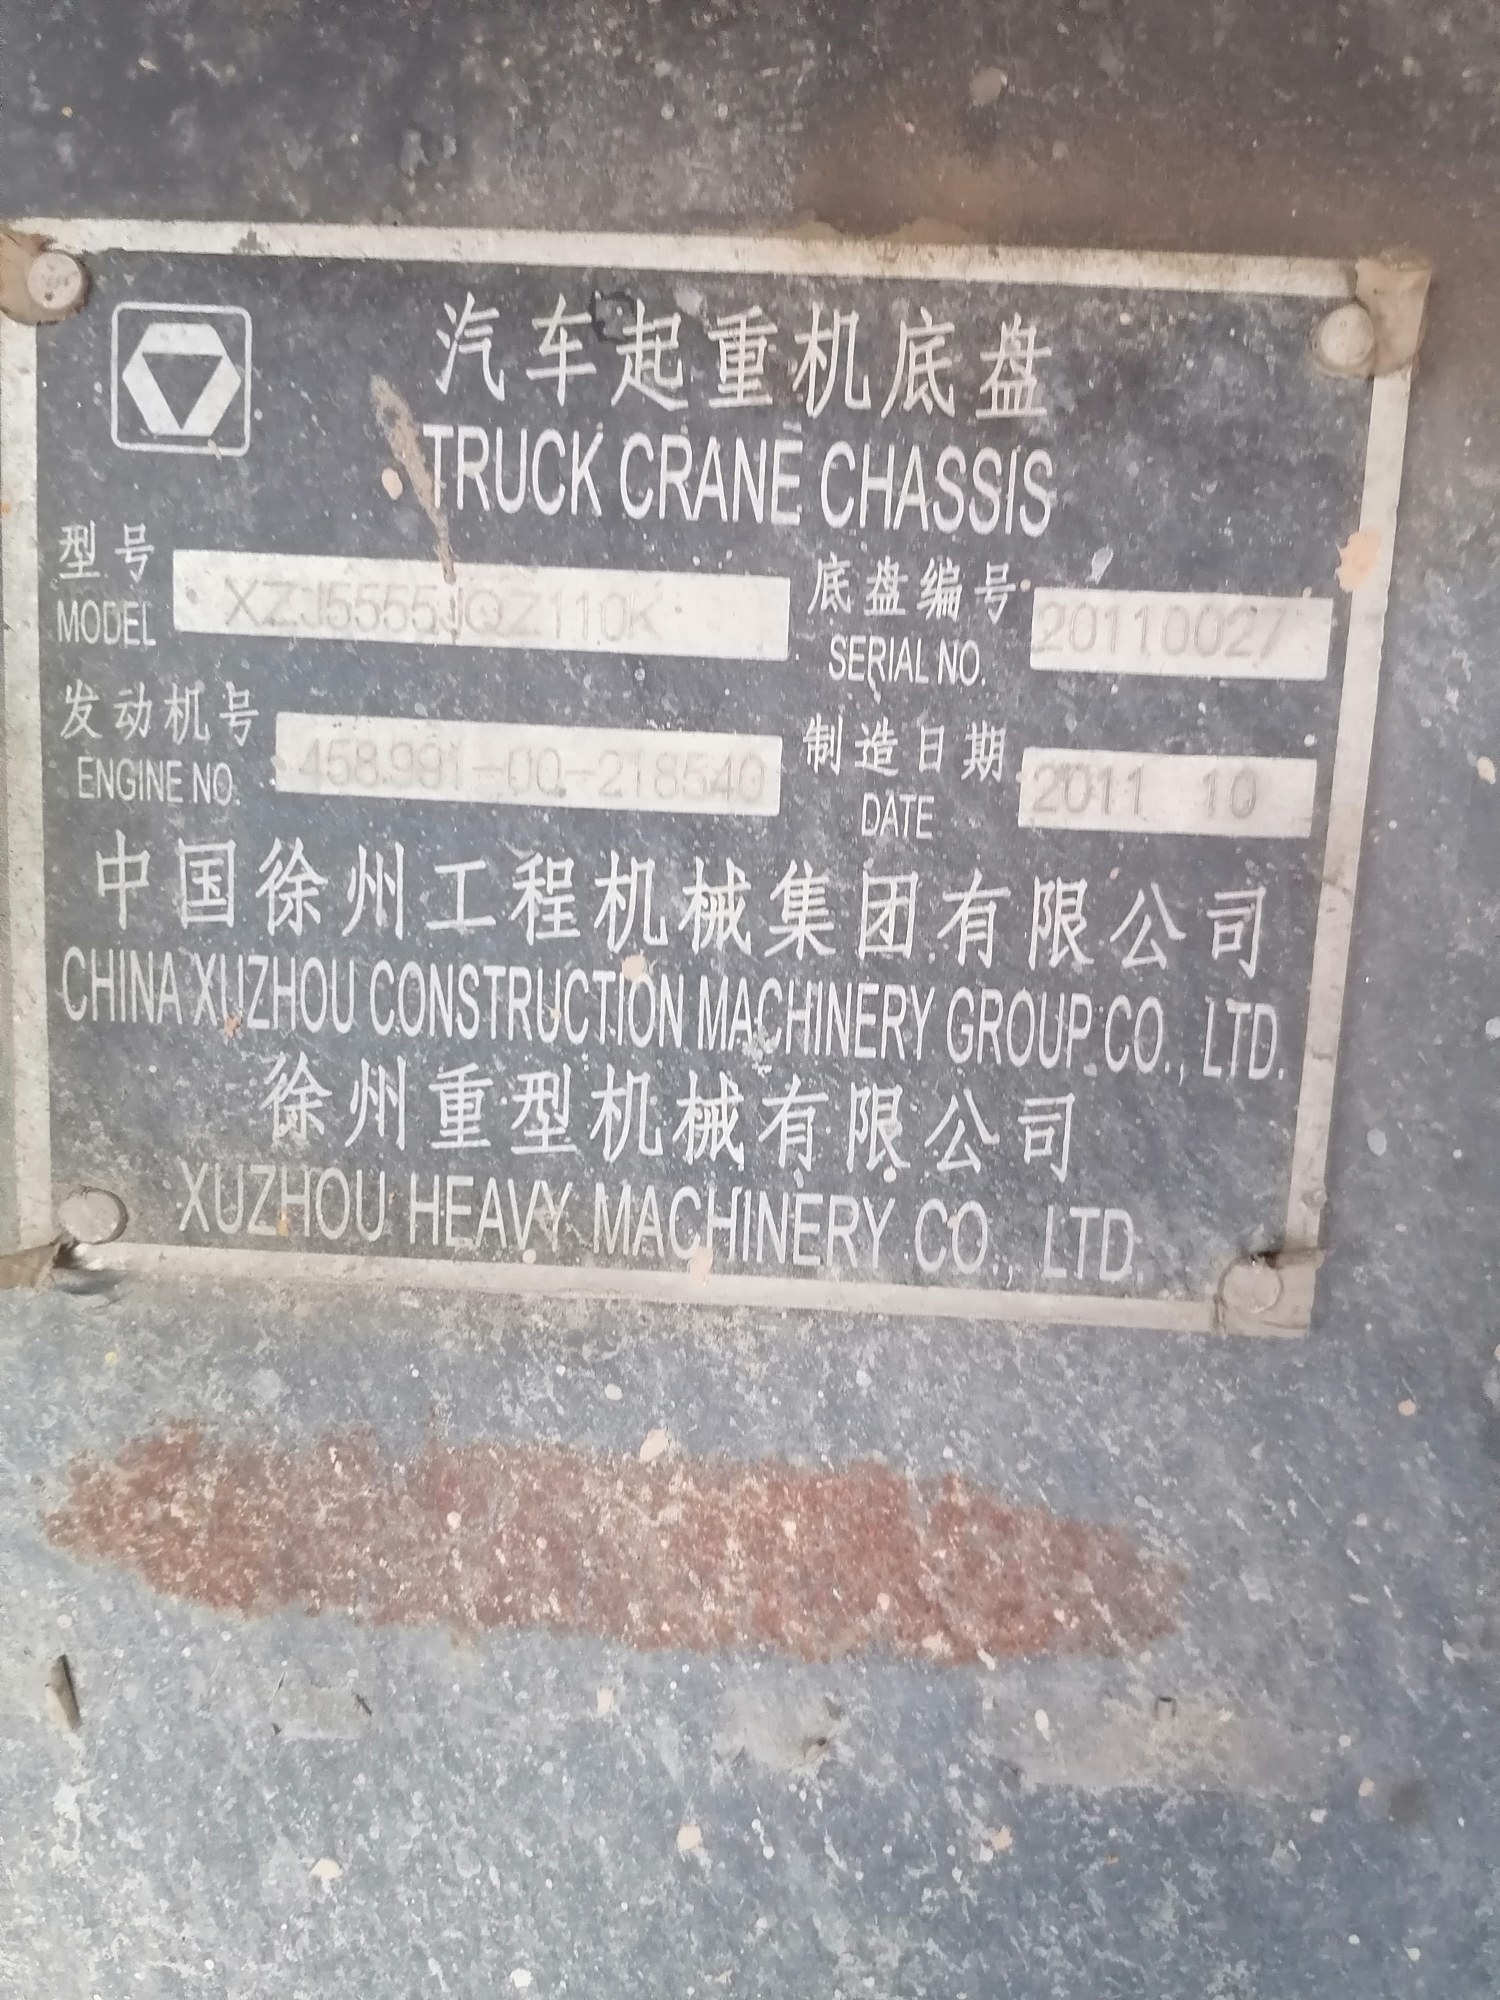 汽车起重机底盘
TRUCK CRANE CHASSIS
型号 XZJ5555JQZ110K 底盘编号 20110027
MODEL SERIAL NO.
发动机号 458.991-00-218540 制造日期 2011 10
ENGINE NO. DATE
中国徐州工程机械集团有限公司
CHINA XUZHOU CONSTRUCTION MACHINERY GROUP CO., LTD.
徐州重型机械有限公司
XUZHOU HEAVY MACHINERY CO., LTD.